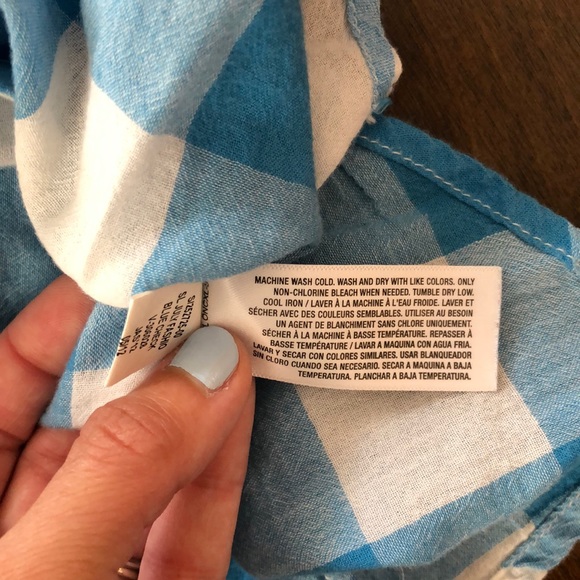 MACHINE WASH COLD. WASH AND DRY WITH LIKE COLORS. ONLY
NON-CHLORINE BLEACH WHEN NEEDED. TUMBLE DRY LOW.
COOL IRON / LAVER À LA MACHINE À L'EAU FROIDE. LAVER ET
SÉCHER AVEC DES COULEURS SEMBLABLES. UTILISER AU BESOIN
UN AGENT DE BLANCHIMENT SANS CHLORE UNIQUEMENT.
SÉCHER À LA MACHINE À BASSE TEMPÉRATURE. REPASSER À
BASSE TEMPÉRATURE / LAVAR A MAQUINA CON AGUA FRIA.
LAVAR Y SECAR CON COLORES SIMILARES. USAR BLANQUEADOR
SIN CLORO CUANDO SEA NECESARIO. SECAR A MAQUINA A BAJA
TEMPERATURA. PLANCHAR A BAJA TEMPERATURA.